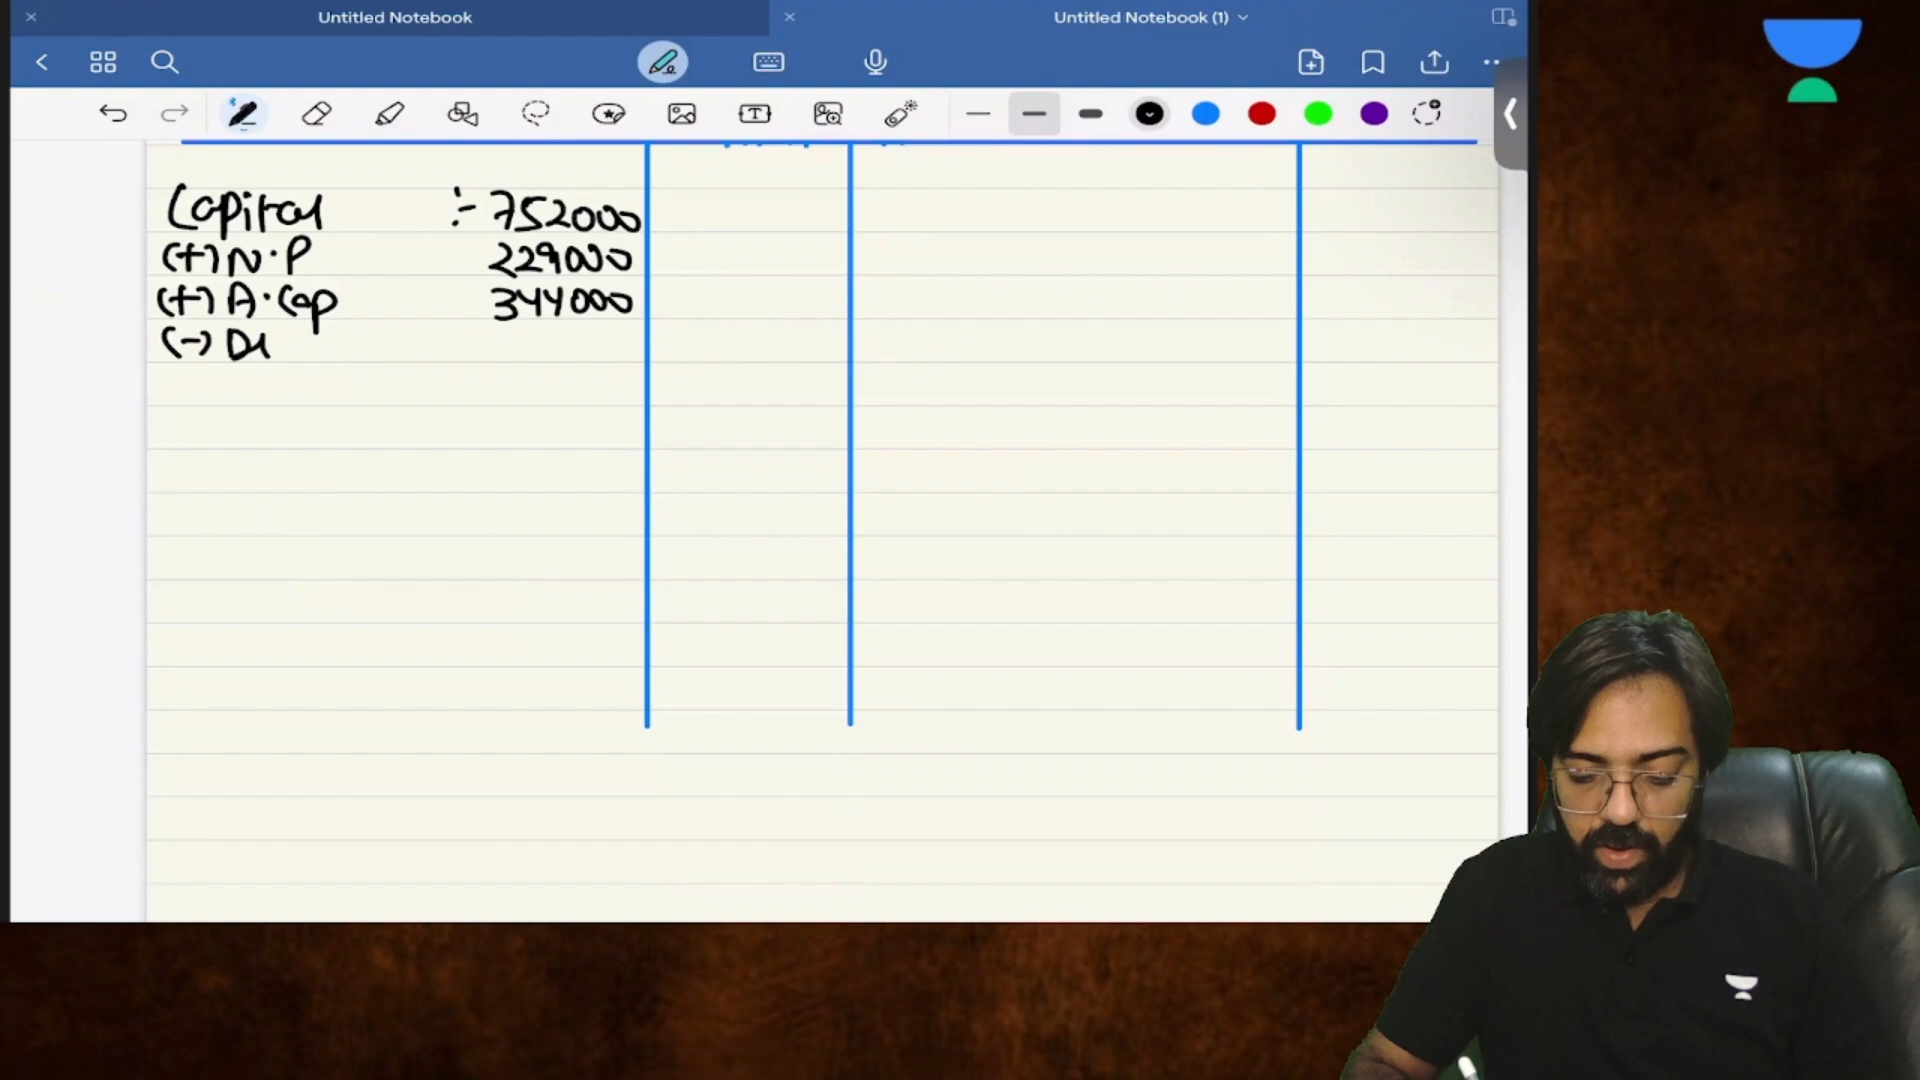 Untitled Notebook Untitled Notebook (1)
Capital :- 752000
(+) N.P 229000
(+) A.Cap 344000
(-) Dr